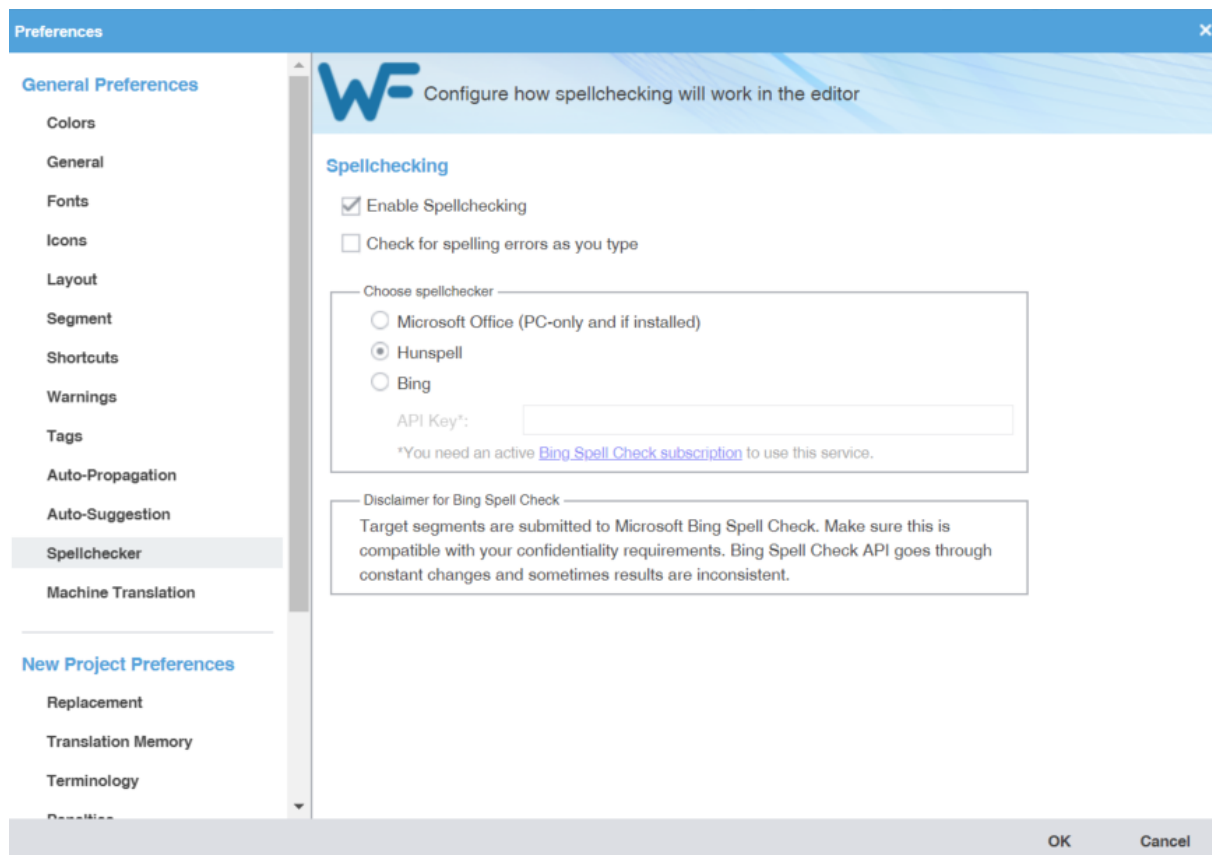 Preferences
General Preferences
Colors
General
Fonts
Icons
Layout
Segment
Shortcuts
Warnings
Tags
Auto-Propagation
Auto-Suggestion
Spellchecker
Machine Translation
New Project Preferences
Replacement
Translation Memory
Terminology
Penalties
WF
Configure how spellchecking will work in the editor
Spellchecking
Enable Spellchecking
Check for spelling errors as you type
Choose spellchecker
Microsoft Office (PC-only and if installed)
Hunspell
Bing
API Key*:
*You need an active Bing Spell Check subscription to use this service.
Disclaimer for Bing Spell Check
Target segments are submitted to Microsoft Bing Spell Check. Make sure this is
compatible with your confidentiality requirements. Bing Spell Check API goes through
constant changes and sometimes results are inconsistent.
OK
Cancel